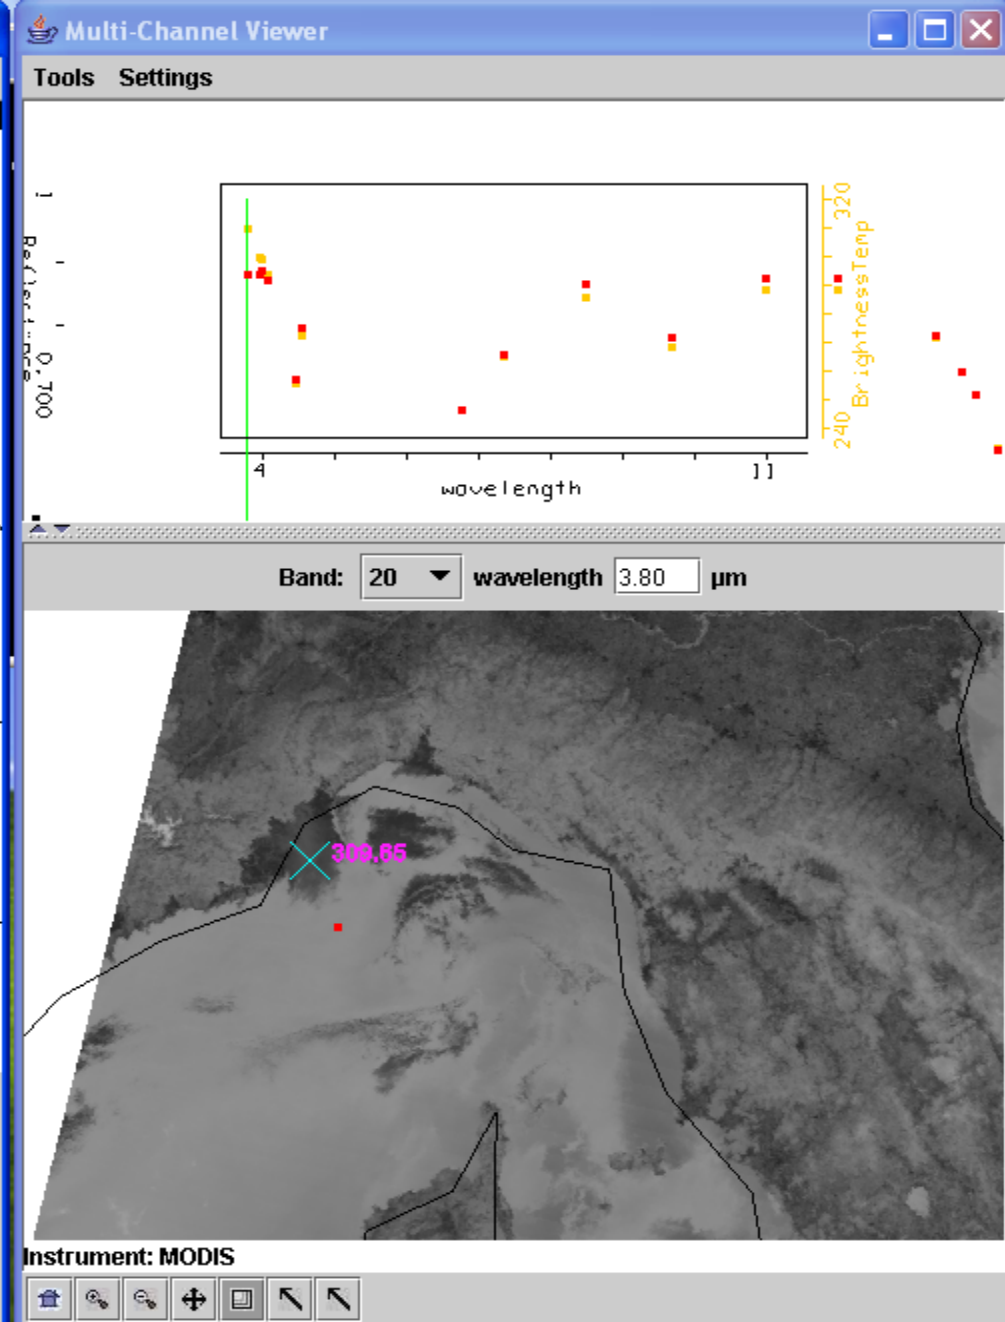 Multi-Channel Viewer
Tools Settings
1
Reflectance
0.700
320
BrightnessTemp
240
4
11
wavelength
Band: 20 wavelength 3.80 µm
309.65
Instrument: MODIS